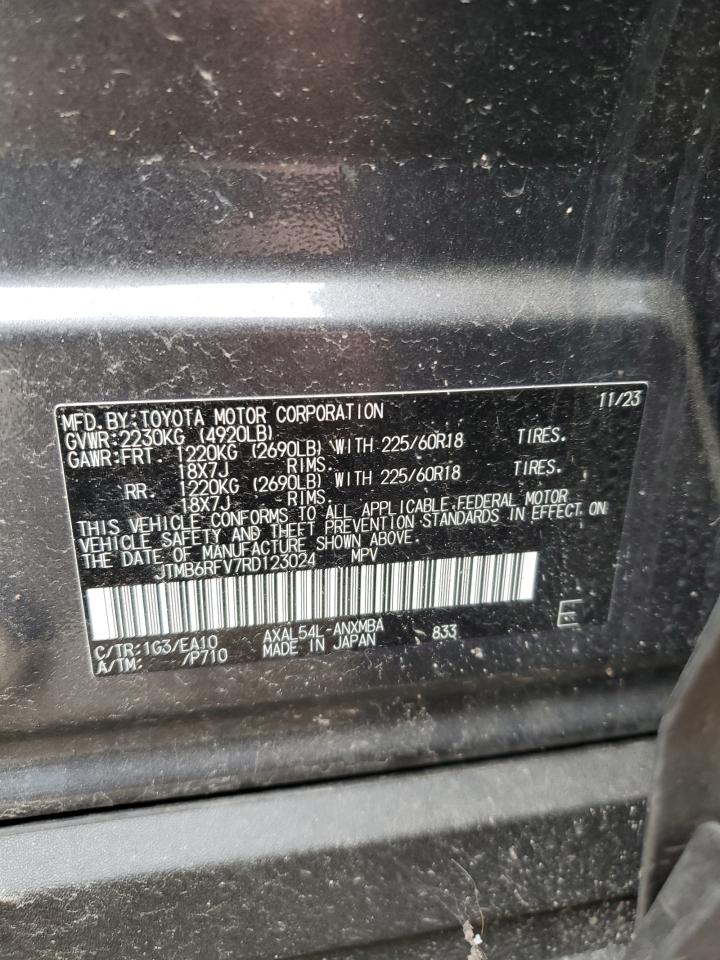 MFD.BY:TOYOTA MOTOR CORPORATION 11/23
GVWR:2230KG (4920LB)
GAWR:FRT. 1220KG (2690LB) WITH 225/60R18 TIRES.
18X7J RIMS.
RR. 1220KG (2690LB) WITH 225/60R18 TIRES.
18X7J RIMS.
THIS VEHICLE CONFORMS TO ALL APPLICABLE FEDERAL MOTOR
VEHICLE SAFETY AND THEFT PREVENTION STANDARDS IN EFFECT ON
THE DATE OF MANUFACTURE SHOWN ABOVE.
JTMB6RFV7RD123024 MPV
C/TR:1G3/EA10 AXAL54L-ANXMBA 833 E
A/TM: /P710 MADE IN JAPAN